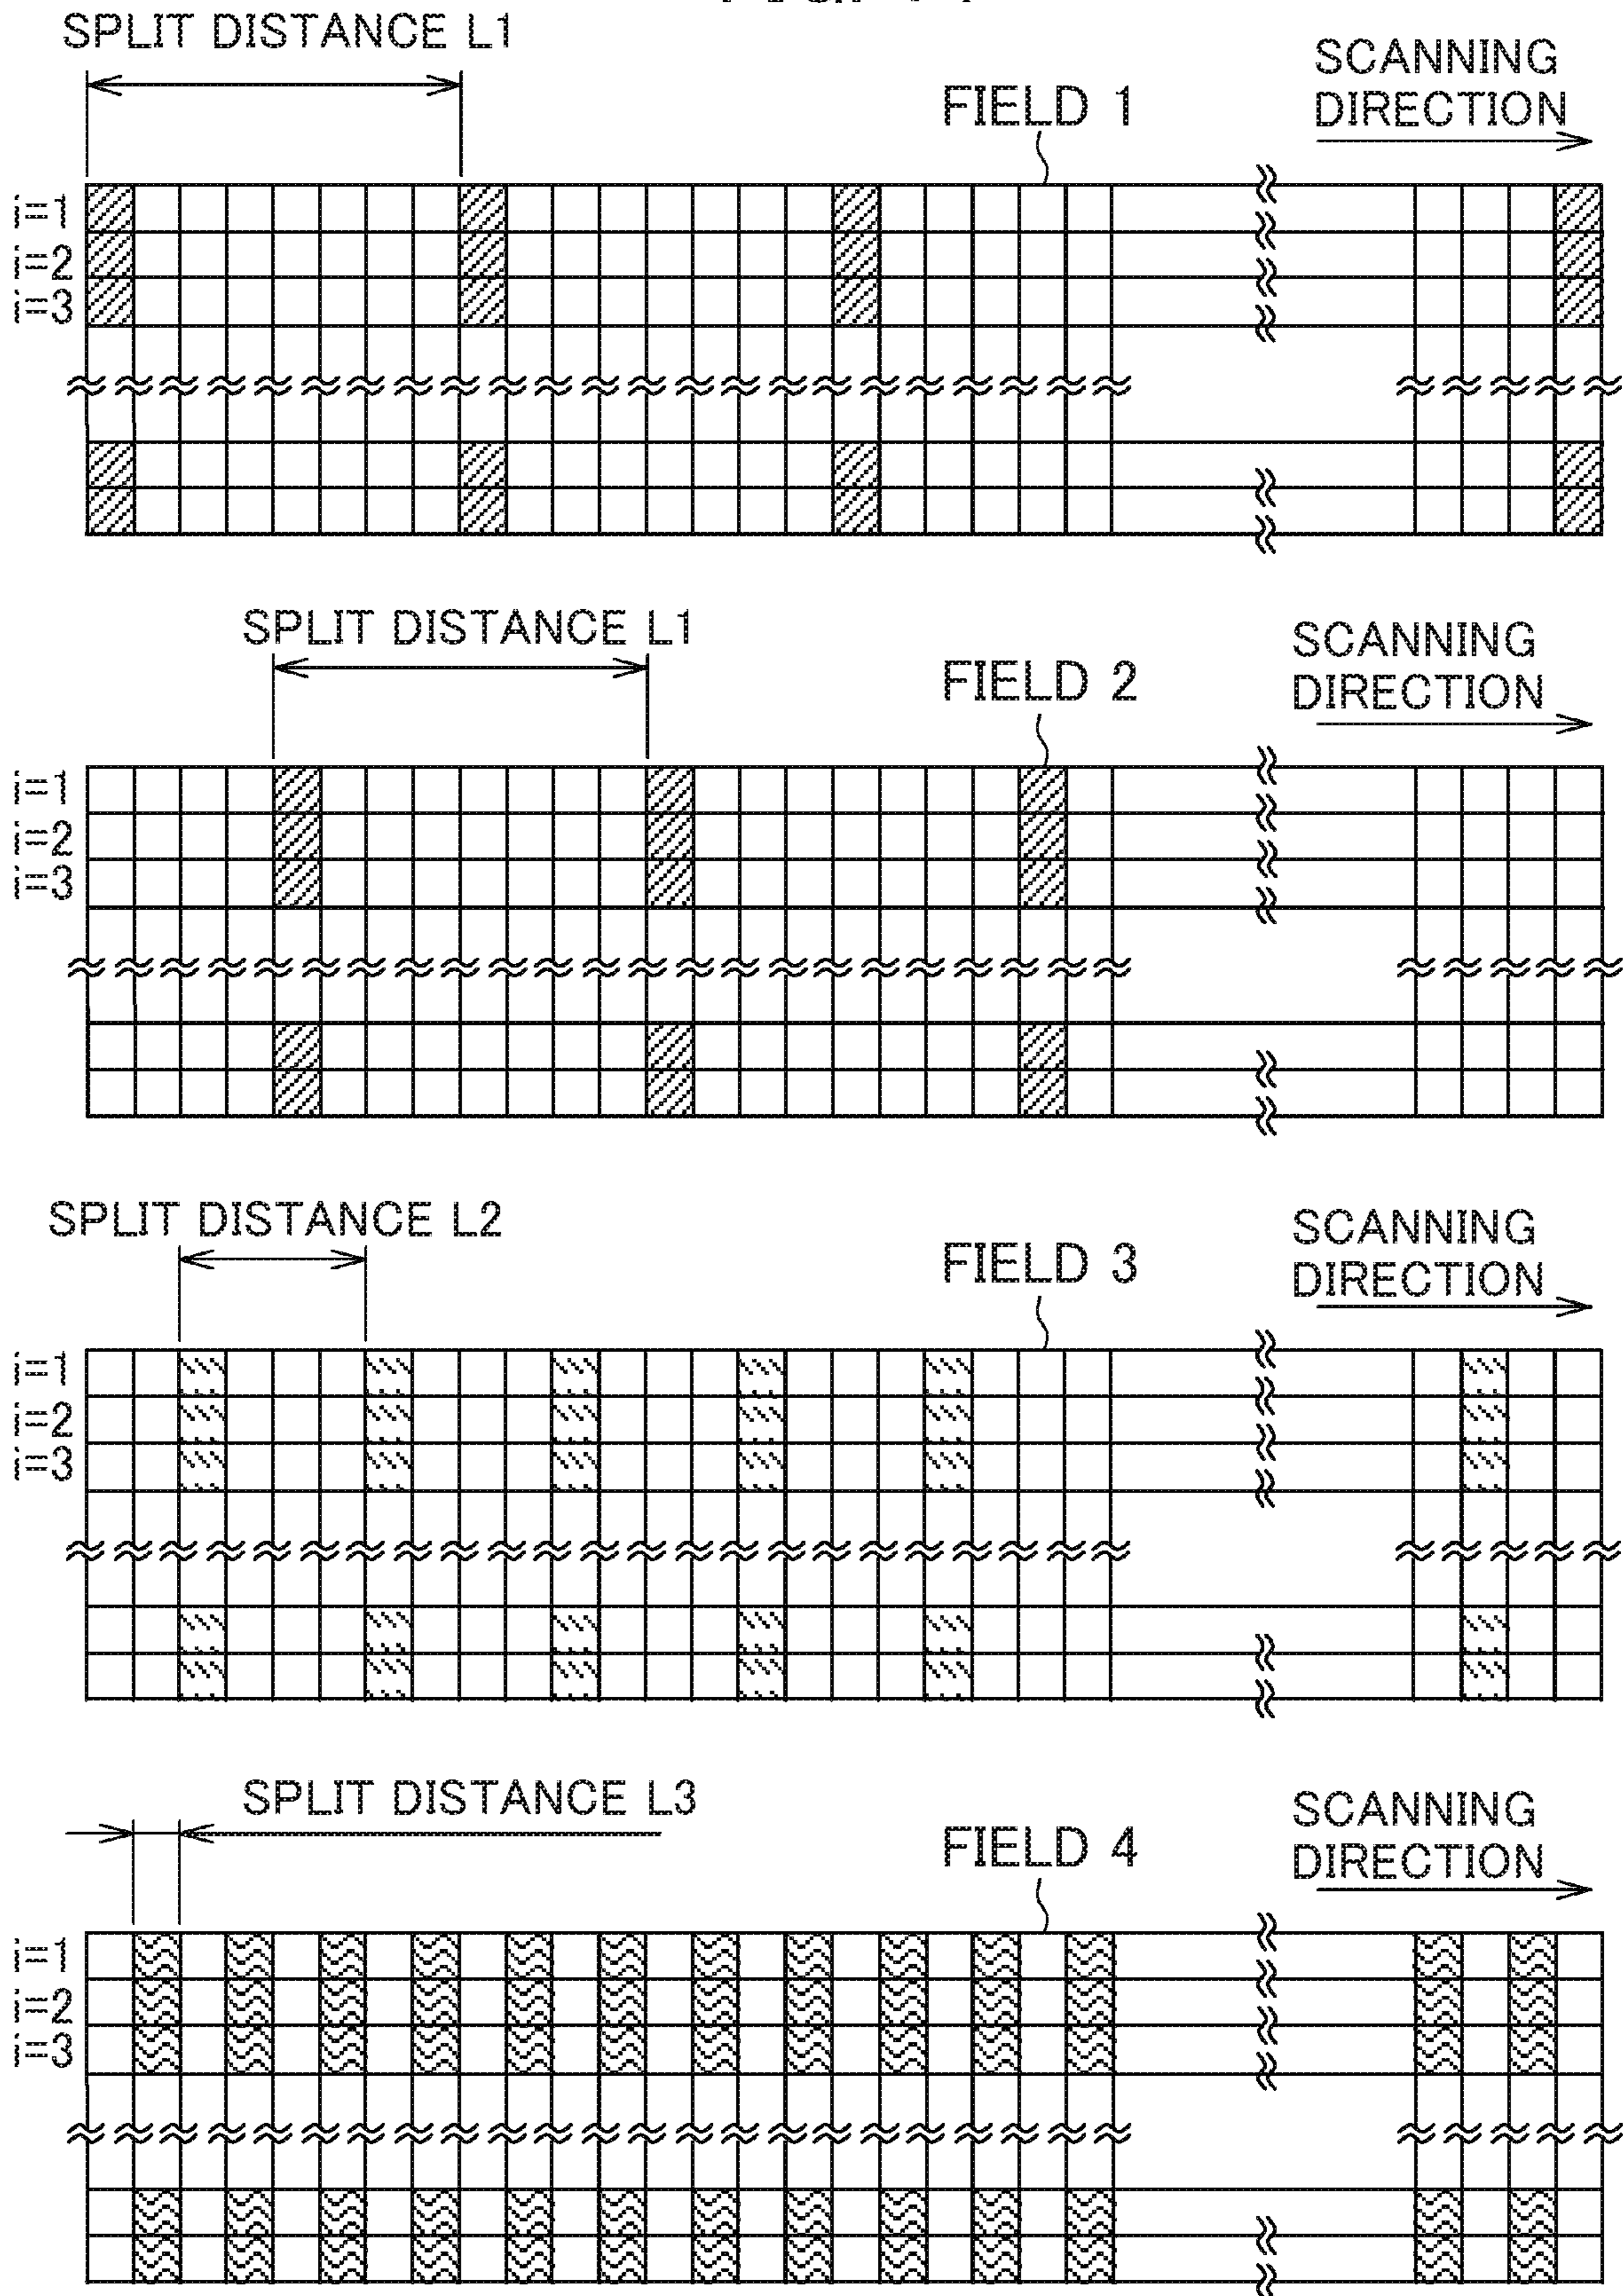 SPLIT DISTANCE L1
SCANNING
DIRECTION
FIELD 1
i=1
i=2
i=3
SPLIT DISTANCE L1
SCANNING
DIRECTION
FIELD 2
i=1
i=2
i=3
SPLIT DISTANCE L2
SCANNING
DIRECTION
FIELD 3
i=1
i=2
i=3
SPLIT DISTANCE L3
SCANNING
DIRECTION
FIELD 4
i=1
i=2
i=3